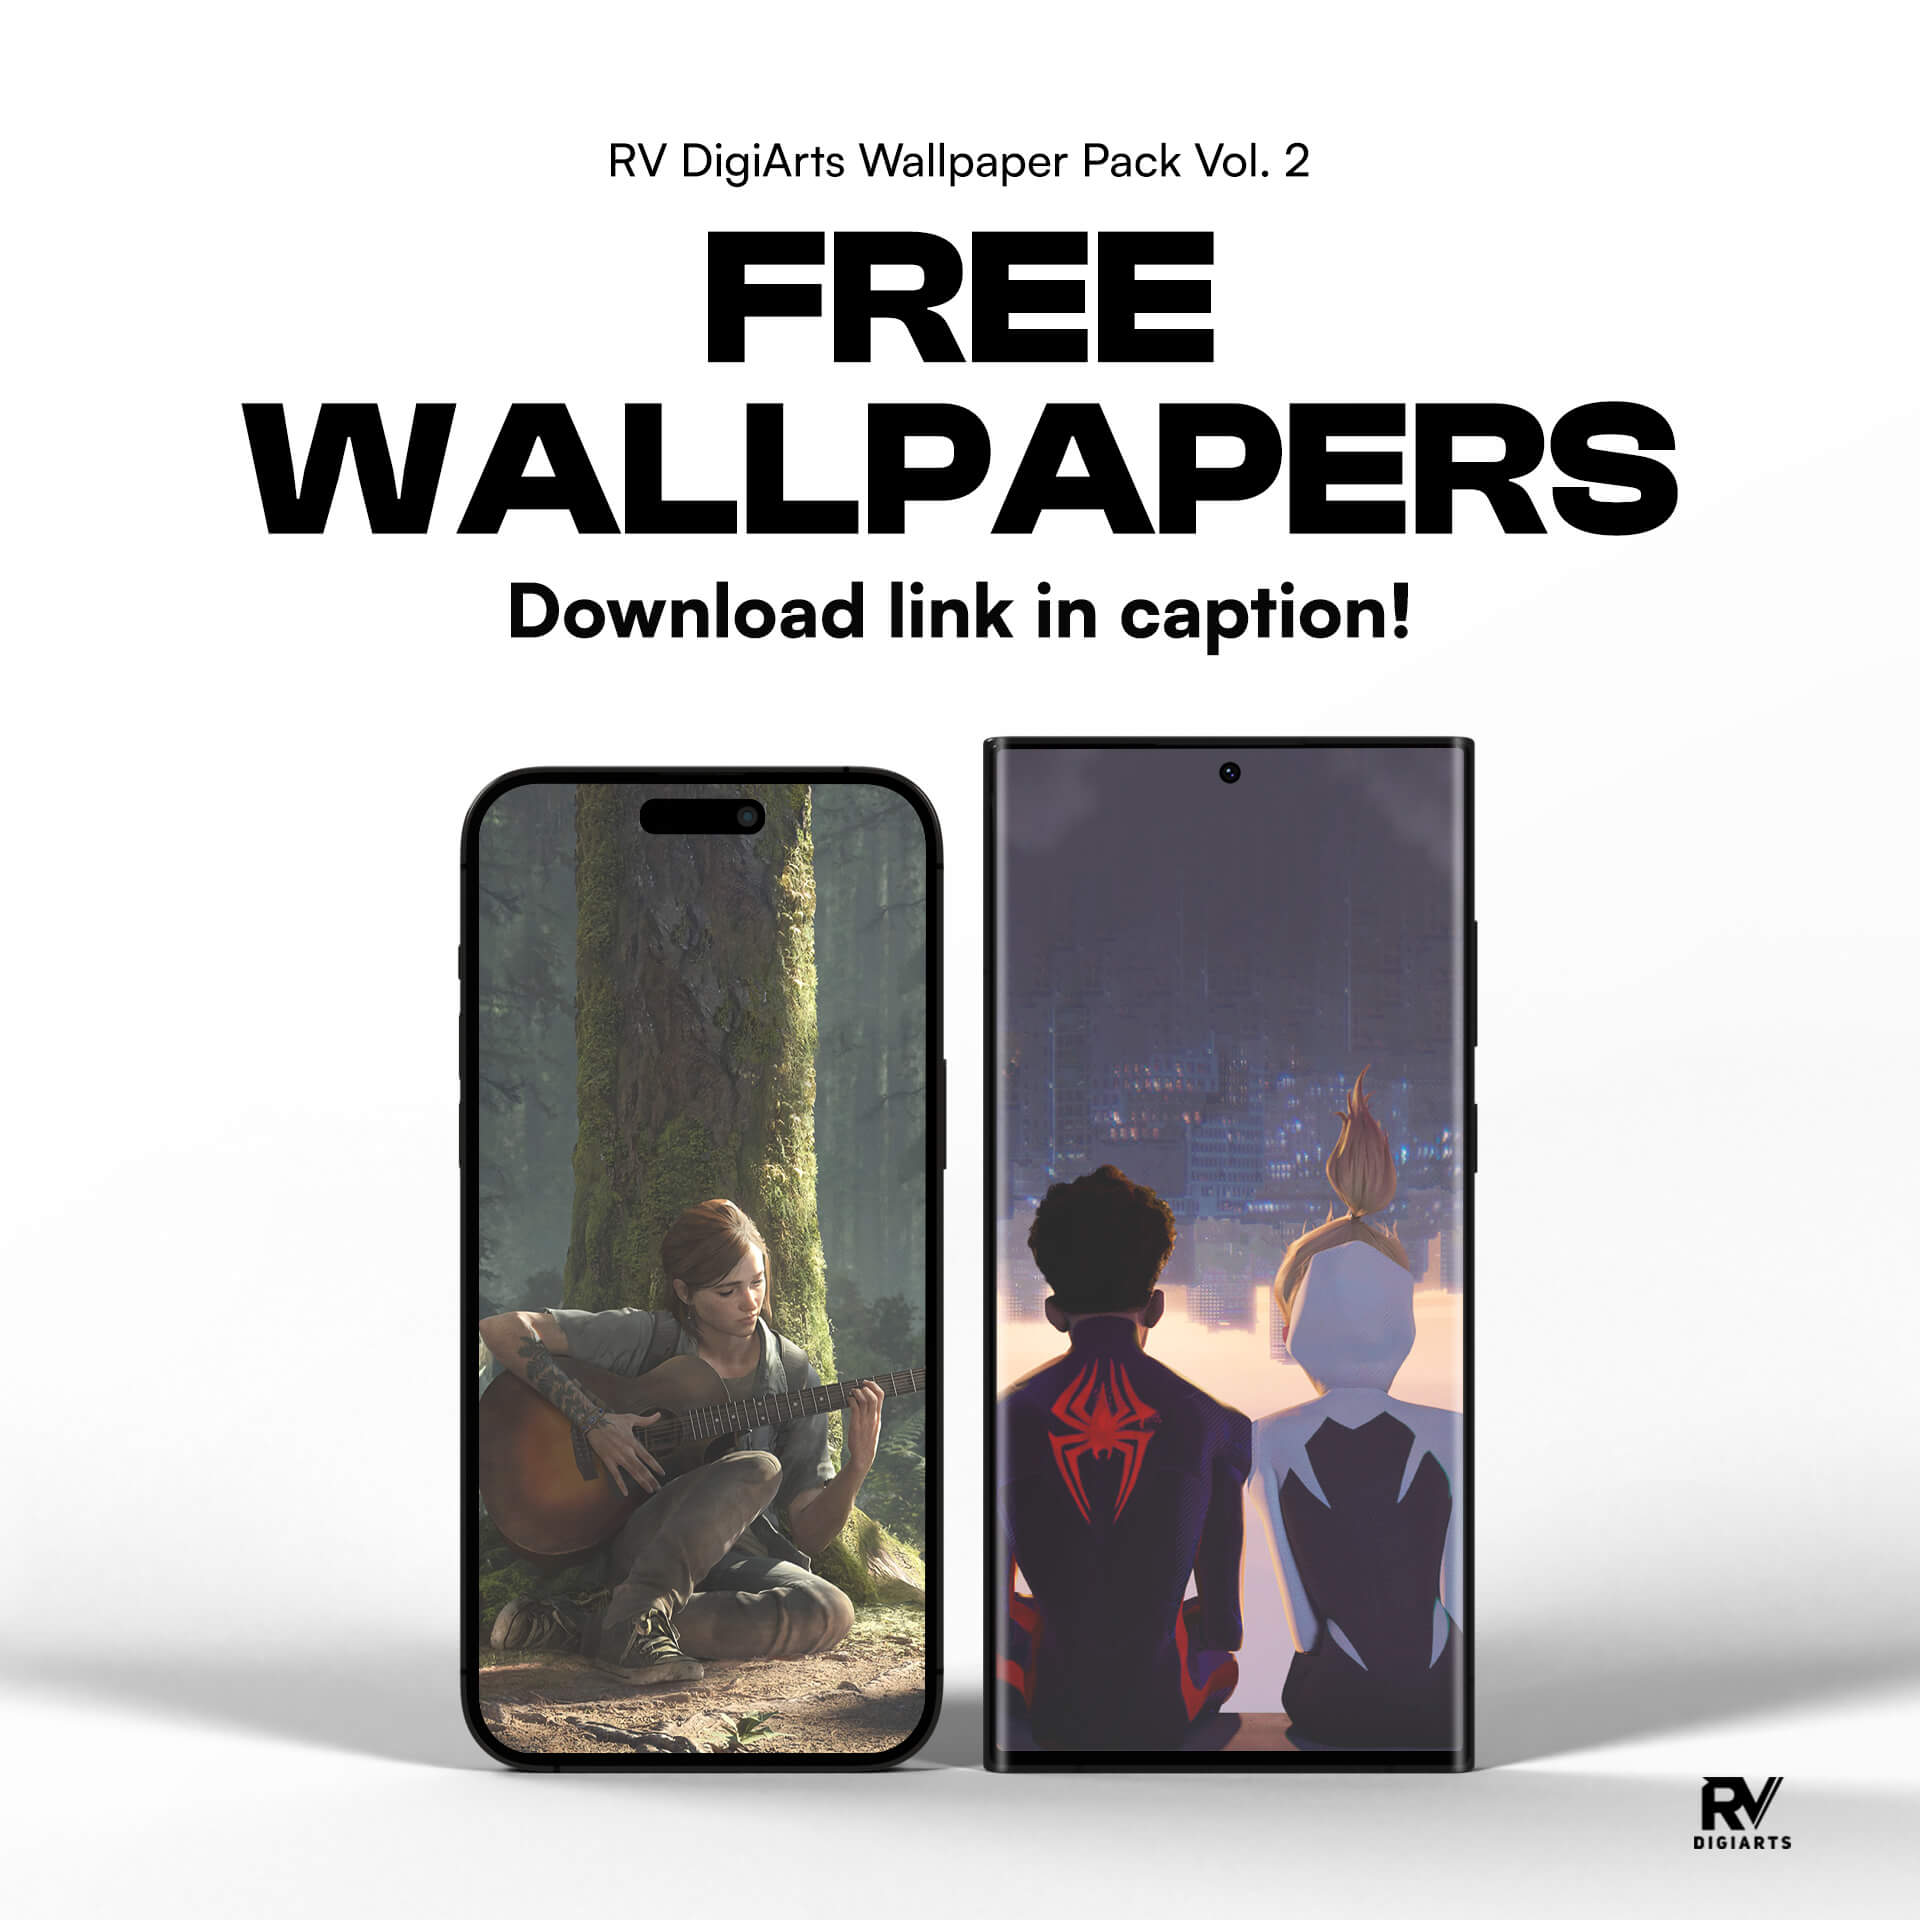 RV DigiArts Wallpaper Pack Vol. 2
FREE
WALLPAPERS
Download link in caption!
RV
DIGIARTS